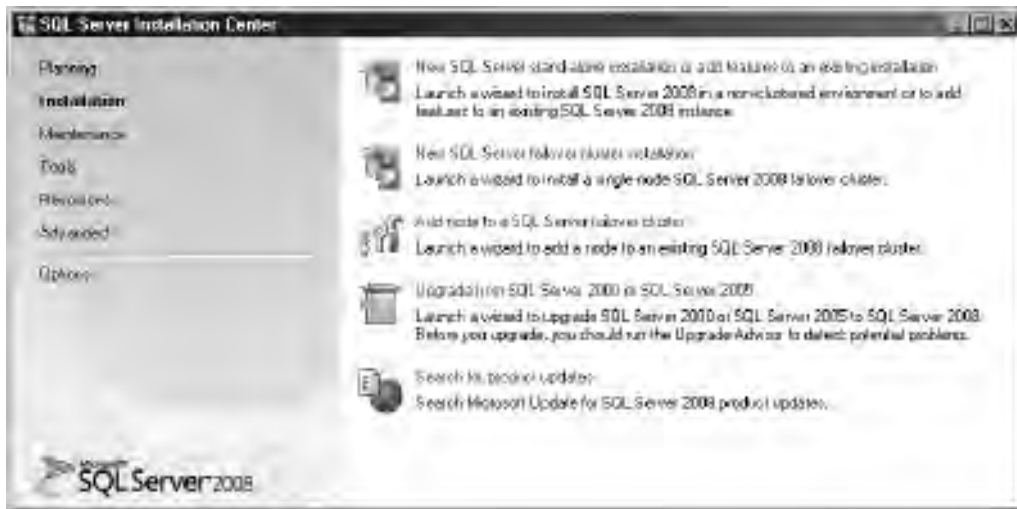 SQL Server Installation Center
Planning
Installation
Maintenance
Tools
Resources
Advanced
Options
New SQL Server stand-alone installation or add features to an existing installation
Launch a wizard to install SQL Server 2008 in a non-clustered environment or to add
features to an existing SQL Server 2008 instance.
New SQL Server failover cluster installation
Launch a wizard to install a single-node SQL Server 2008 failover cluster.
Add node to a SQL Server failover cluster
Launch a wizard to add a node to an existing SQL Server 2008 failover cluster.
Upgrade from SQL Server 2000 or SQL Server 2005
Launch a wizard to upgrade SQL Server 2000 or SQL Server 2005 to SQL Server 2008.
Before you upgrade, you should run the Upgrade Advisor to detect potential problems.
Search for product updates
Search Microsoft Update for SQL Server 2008 product updates.
Microsoft
SQL Server 2008